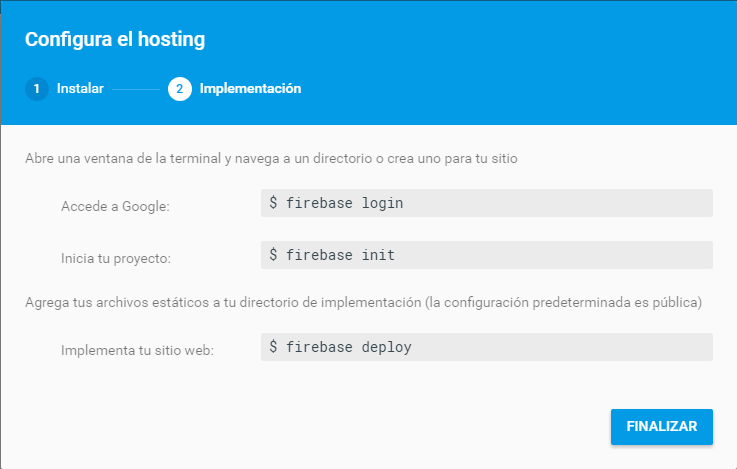 Configura el hosting
1 Instalar 2 Implementación
Abre una ventana de la terminal y navega a un directorio o crea uno para tu sitio
Accede a Google: $ firebase login
Inicia tu proyecto: $ firebase init
Agrega tus archivos estáticos a tu directorio de implementación (la configuración predeterminada es pública)
Implementa tu sitio web: $ firebase deploy
FINALIZAR